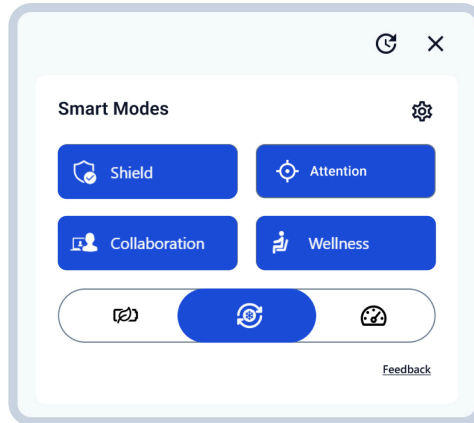 Smart Modes
Shield
Attention
Collaboration
Wellness
Feedback